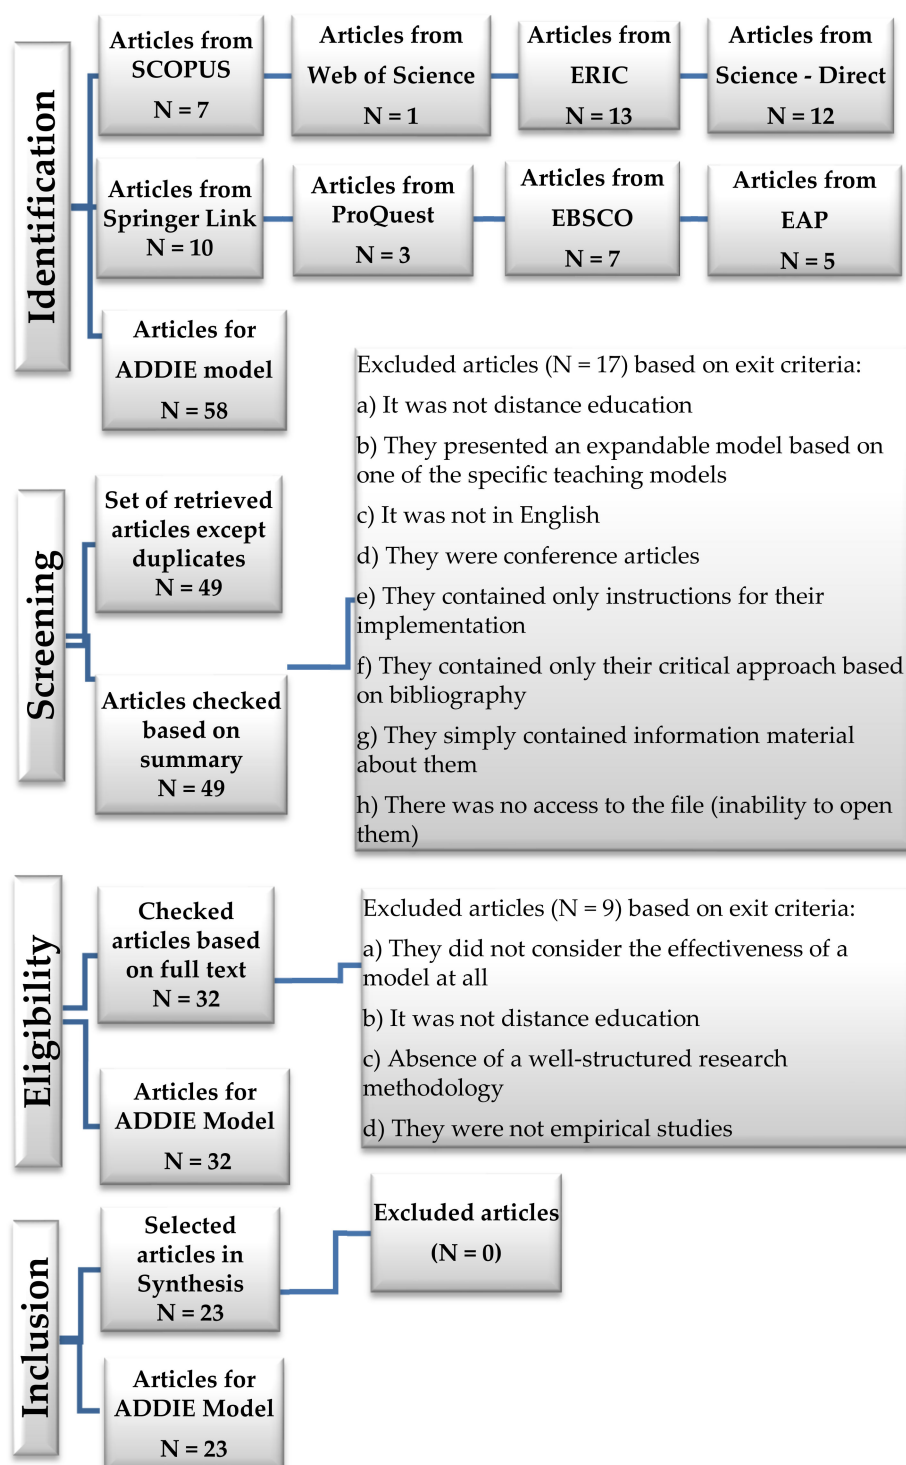 Identification
Articles from
SCOPUS
N = 7
Articles from
Web of Science
N = 1
Articles from
ERIC
N = 13
Articles from
Science - Direct
N = 12
Articles from
Springer Link
N = 10
Articles from
ProQuest
N = 3
Articles from
EBSCO
N = 7
Articles from
EAP
N = 5
Articles for
ADDIE model
N = 58
Screening
Set of retrieved
articles except
duplicates
N = 49
Articles checked
based on
summary
N = 49
Excluded articles (N = 17) based on exit criteria:
a) It was not distance education
b) They presented an expandable model based on
one of the specific teaching models
c) It was not in English
d) They were conference articles
e) They contained only instructions for their
implementation
f) They contained only their critical approach based
on bibliography
g) They simply contained information material
about them
h) There was no access to the file (inability to open
them)
Eligibility
Checked
articles based
on full text
N = 32
Articles for
ADDIE Model
N = 32
Excluded articles (N = 9) based on exit criteria:
a) They did not consider the effectiveness of a
model at all
b) It was not distance education
c) Absence of a well-structured research
methodology
d) They were not empirical studies
Inclusion
Selected
articles in
Synthesis
N = 23
Excluded articles
(N = 0)
Articles for
ADDIE Model
N = 23